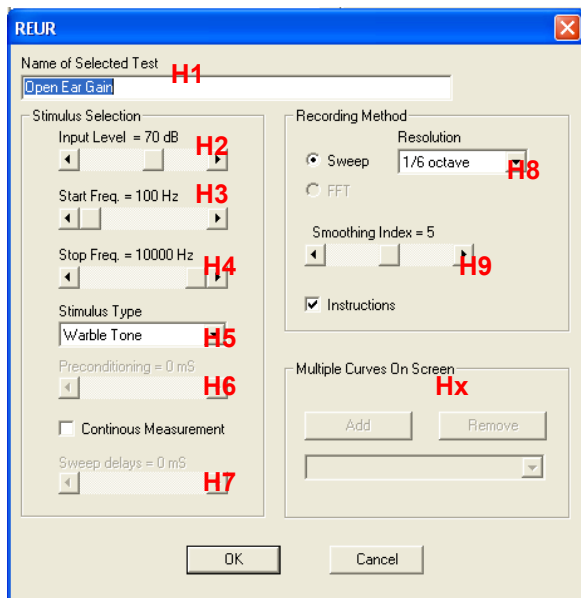 REUR
Name of Selected Test
H1
Open Ear Gain
Stimulus Selection
Input Level = 70 dB
H2
Start Freq. = 100 Hz
H3
Stop Freq. = 10000 Hz
H4
Stimulus Type
Warble Tone
H5
Preconditioning = 0 mS
H6
Continous Measurement
Sweep delays = 0 mS
H7
Recording Method
Resolution
Sweep
1/6 octave
H8
FFT
Smoothing Index = 5
H9
Instructions
Multiple Curves On Screen
Hx
Add
Remove
OK
Cancel